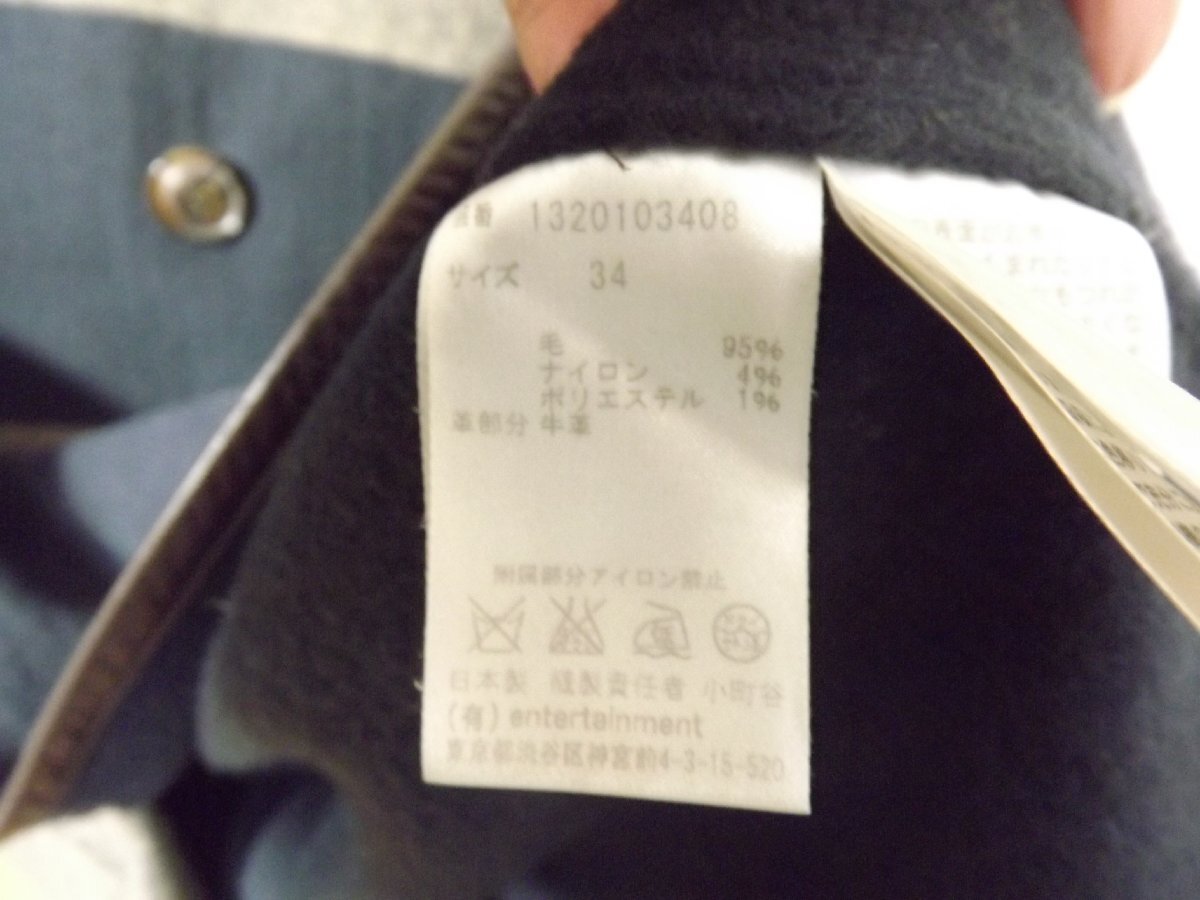 品番 1320103408
サイズ 34
毛 95%
ナイロン 4%
ポリエステル 1%
革部分 牛革
附属部分アイロン禁止
日本製 縫製責任者 小町谷
(有) entertainment
東京都渋谷区神宮前4-3-15-520